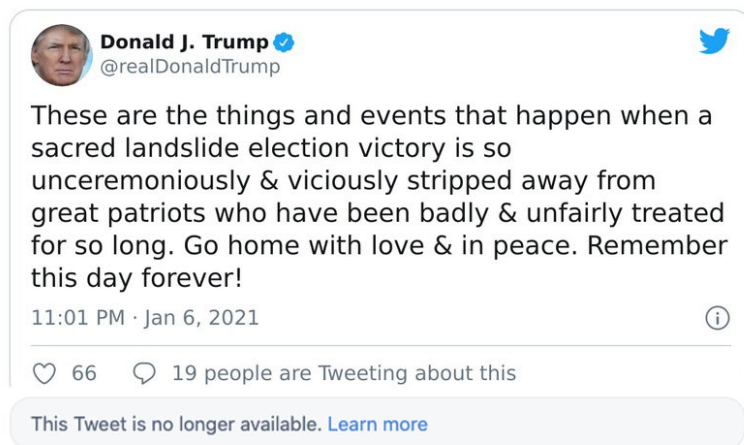 Donald J. Trump
@realDonaldTrump
These are the things and events that happen when a
sacred landslide election victory is so
unceremoniously & viciously stripped away from
great patriots who have been badly & unfairly treated
for so long. Go home with love & in peace. Remember
this day forever!
11:01 PM · Jan 6, 2021
66 19 people are Tweeting about this
This Tweet is no longer available. Learn more